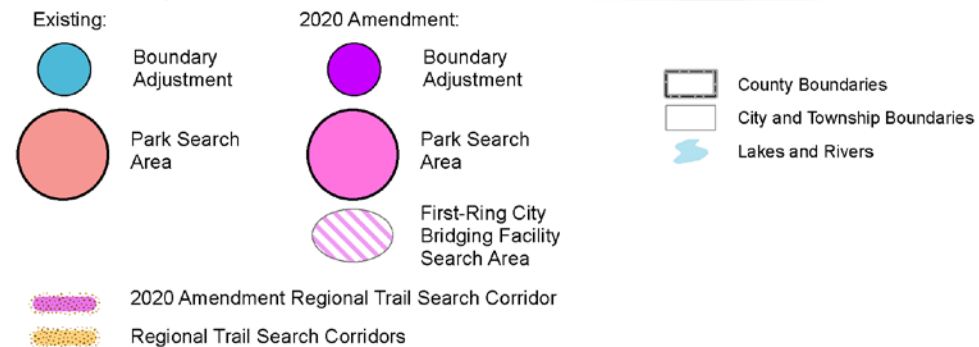 Existing:
Boundary
Adjustment
Park Search
Area
2020 Amendment:
Boundary
Adjustment
Park Search
Area
First-Ring City
Bridging Facility
Search Area
2020 Amendment Regional Trail Search Corridor
Regional Trail Search Corridors
County Boundaries
City and Township Boundaries
Lakes and Rivers